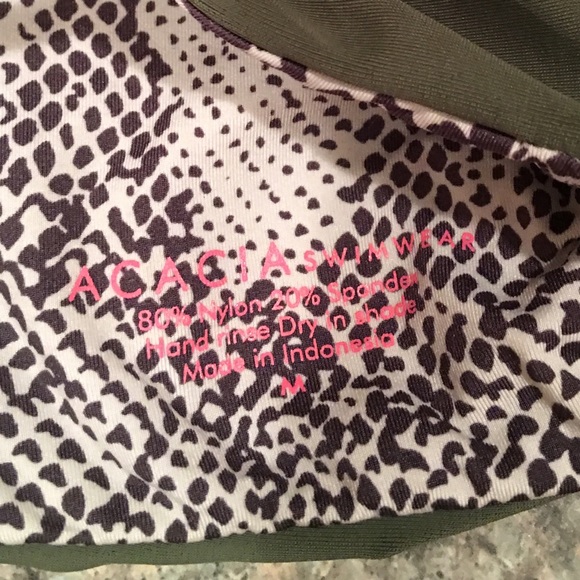 ACACIA SWIMWEAR
80% Nylon 20% Spandex
Hand rinse Dry in shade
Made in Indonesia
M